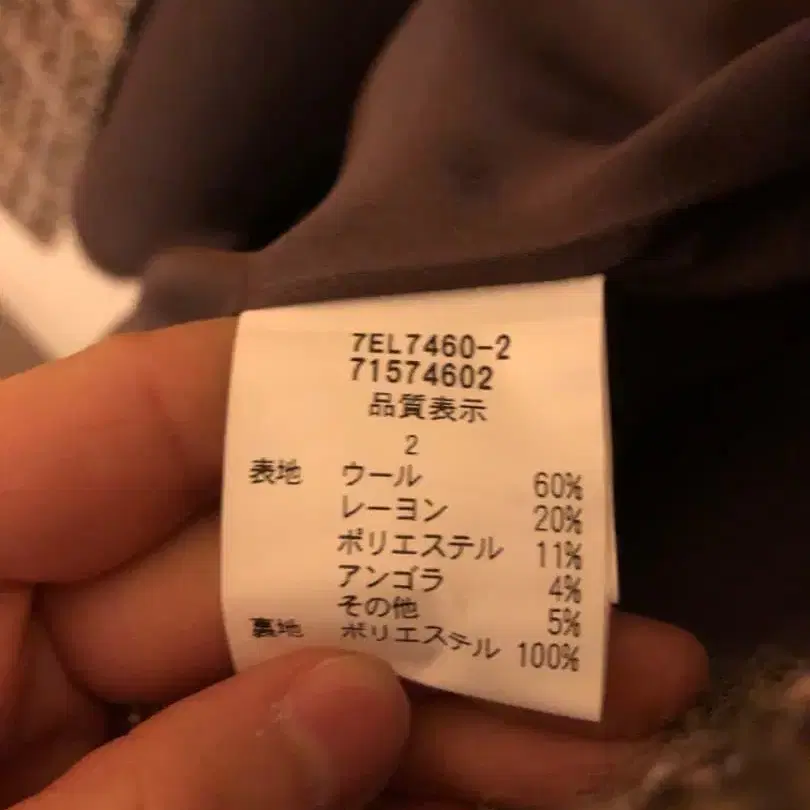 7EL7460-2
71574602
品質表示
2
表地 ウール 60%
レーヨン 20%
ポリエステル 11%
アンゴラ 4%
その他 5%
裏地 ポリエステル 100%